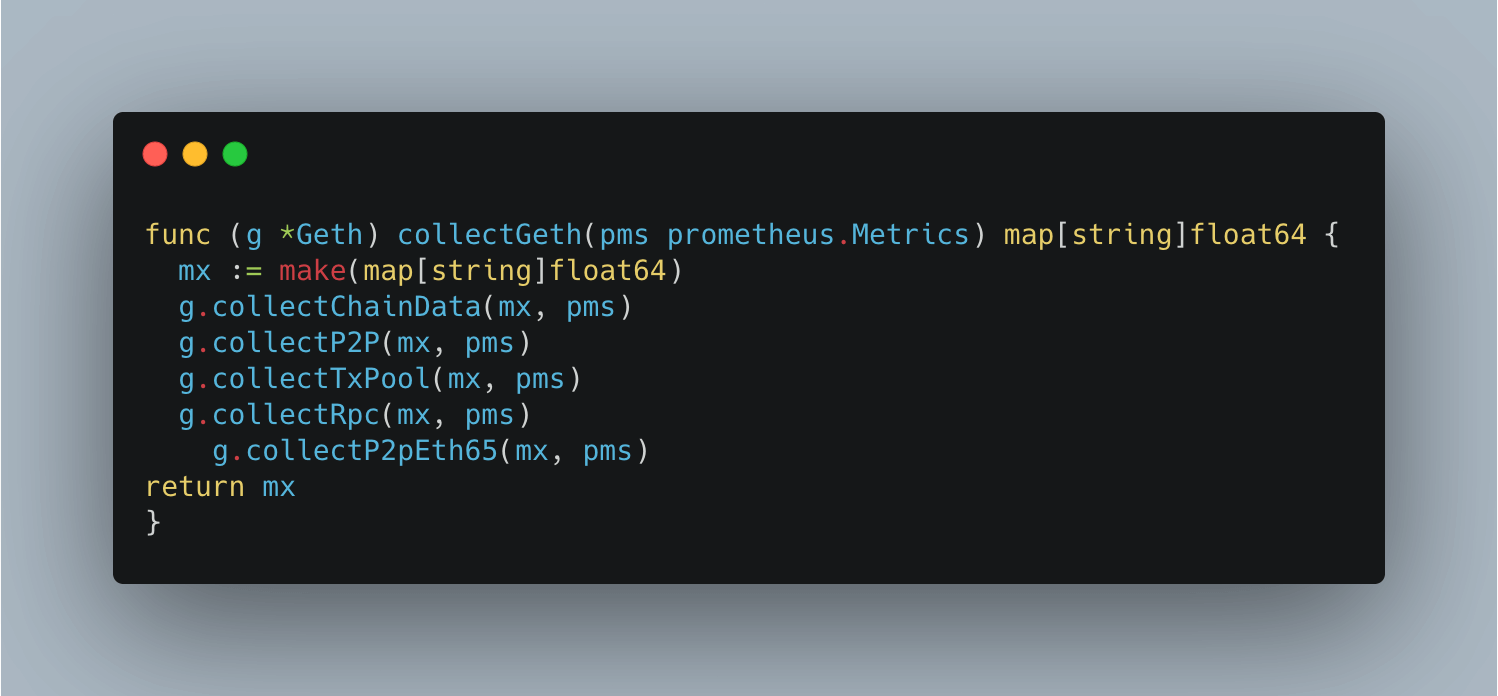 func (g *Geth) collectGeth(pms prometheus.Metrics) map[string]float64 {
  mx := make(map[string]float64)
  g.collectChainData(mx, pms)
  g.collectP2P(mx, pms)
  g.collectTxPool(mx, pms)
  g.collectRpc(mx, pms)
    g.collectP2pEth65(mx, pms)
return mx
}